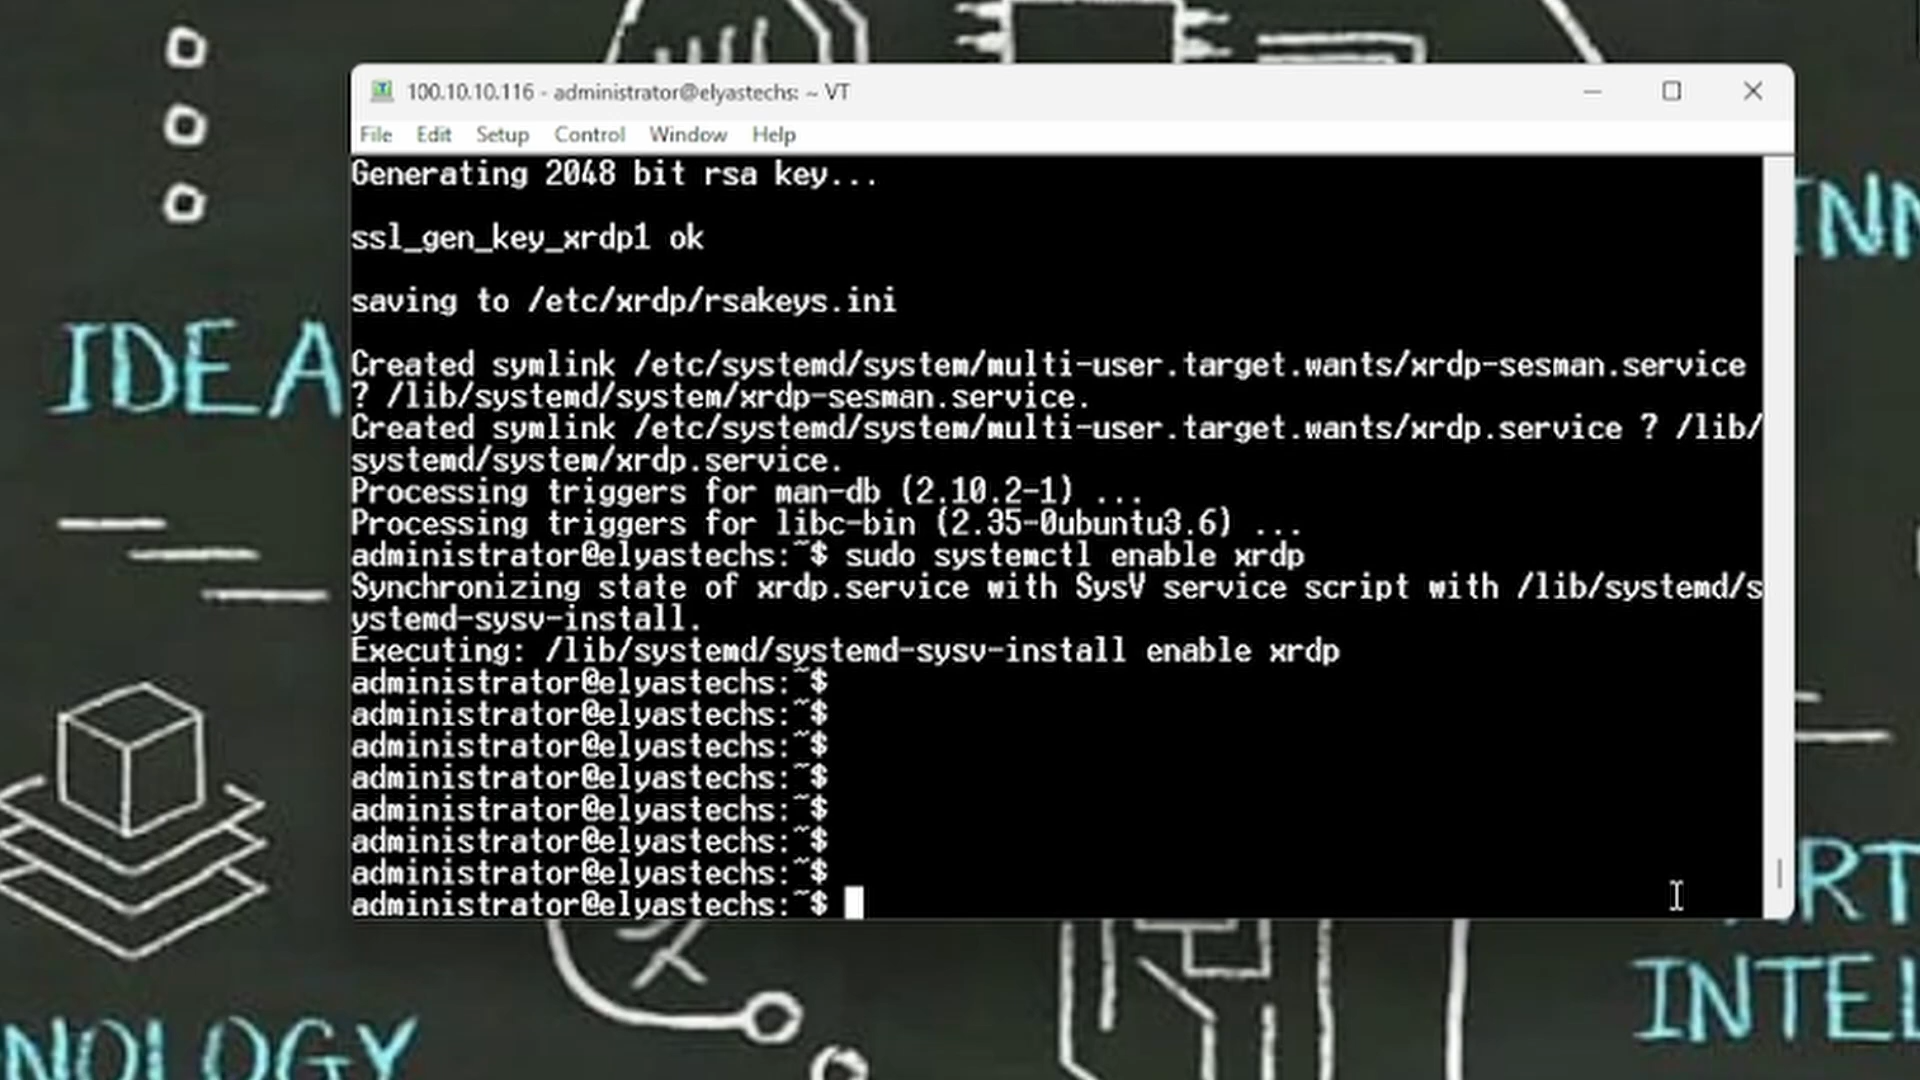 100.10.10.116 - administrator@elyastechs: ~ VT
File Edit Setup Control Window Help
Generating 2048 bit rsa key...
ssl_gen_key_xrdp1 ok
saving to /etc/xrdp/rsakeys.ini
Created symlink /etc/systemd/system/multi-user.target.wants/xrdp-sesman.service
? /lib/systemd/system/xrdp-sesman.service.
Created symlink /etc/systemd/system/multi-user.target.wants/xrdp.service ? /lib/
systemd/system/xrdp.service.
Processing triggers for man-db (2.10.2-1) ...
Processing triggers for libc-bin (2.35-0ubuntu3.6) ...
administrator@elyastechs:~$ sudo systemctl enable xrdp
Synchronizing state of xrdp.service with SysV service script with /lib/systemd/s
ystemd-sysv-install.
Executing: /lib/systemd/systemd-sysv-install enable xrdp
administrator@elyastechs:~$
administrator@elyastechs:~$
administrator@elyastechs:~$
administrator@elyastechs:~$
administrator@elyastechs:~$
administrator@elyastechs:~$
administrator@elyastechs:~$
administrator@elyastechs:~$
IDEA
INN
NOLOGY
ART
INTEL